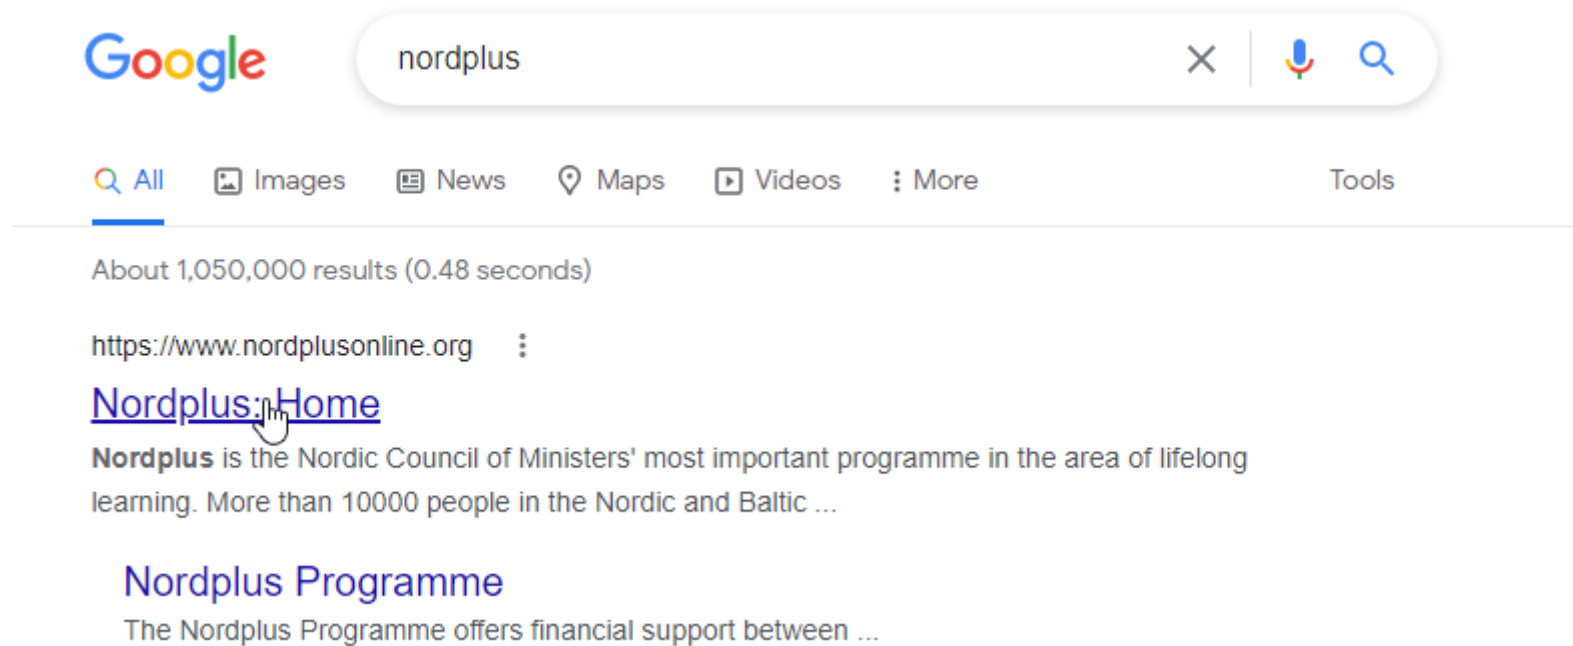 Google
nordplus
All Images News Maps Videos More Tools
About 1,050,000 results (0.48 seconds)
https://www.nordplusonline.org
Nordplus: Home
Nordplus is the Nordic Council of Ministers' most important programme in the area of lifelong
learning. More than 10000 people in the Nordic and Baltic ...
Nordplus Programme
The Nordplus Programme offers financial support between ...